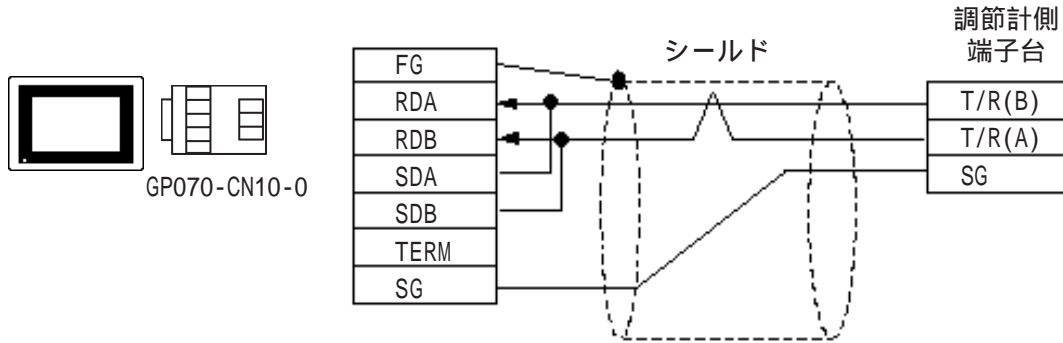 調節計側
端子台
シールド
FG
RDA
RDB
SDA
SDB
TERM
SG
T/R(B)
T/R(A)
SG
GP070-CN10-0